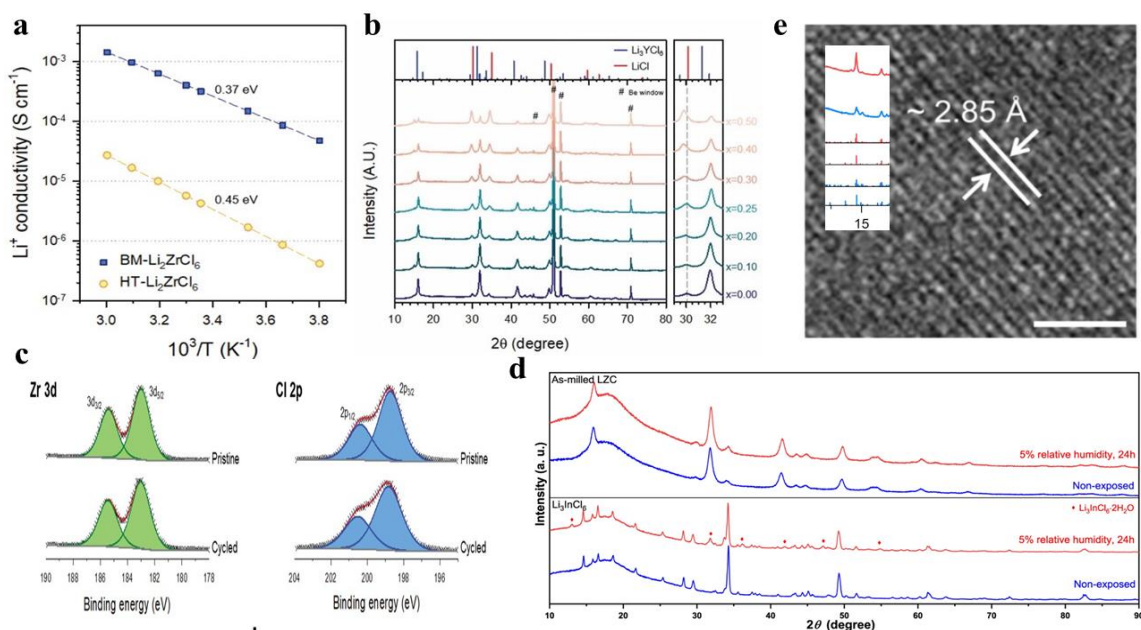 a
Li⁺ conductivity (S cm⁻¹)
10⁻³
10⁻⁴
10⁻⁵
10⁻⁶
10⁻⁷
0.37 eV
0.45 eV
BM-Li₂ZrCl₆
HT-Li₂ZrCl₆
3.0 3.2 3.4 3.6 3.8
10³/T (K⁻¹)
b
Li₃YCl₆
LiCl
# Be window
# # # #
x=0.50
x=0.40
x=0.30
x=0.25
x=0.20
x=0.10
x=0.00
Intensity (A.U.)
10 20 30 40 50 60 70 80 30 32
2θ (degree)
e
~ 2.85 Å
15
c
Zr 3d
3d₃/₂
3d₅/₂
Pristine
Cycled
190 188 186 184 182 180 178
Binding energy (eV)
Cl 2p
2p₁/₂
2p₃/₂
Pristine
Cycled
204 201 198 195
Binding energy (eV)
d
As-milled LZC
5% relative humidity, 24h
Non-exposed
Li₃InCl₆
♦ Li₃InCl₆·2H₂O
5% relative humidity, 24h
Non-exposed
Intensity (a. u.)
10 20 30 40 50 60 70 80 90
2θ (degree)